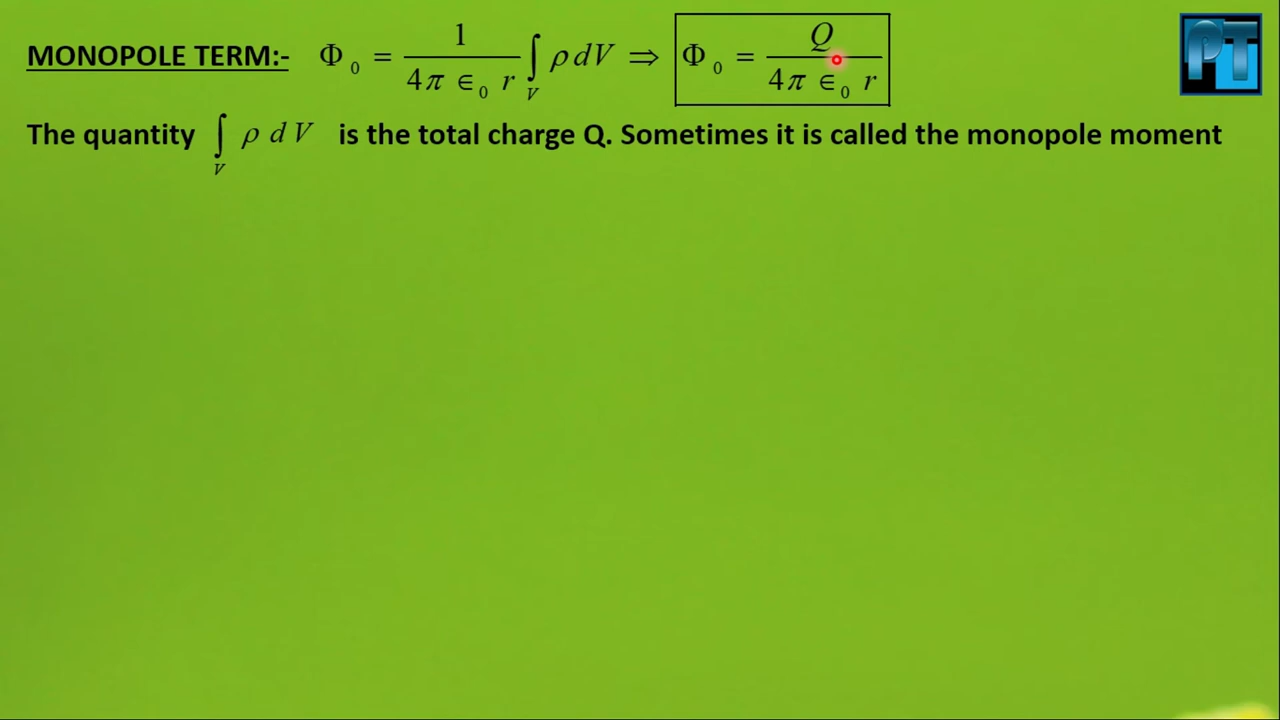 MONOPOLE TERM:- Φ₀ = 1 / (4π ∈₀ r) ∫_V ρ dV ⇒ Φ₀ = Q / (4π ∈₀ r)
The quantity ∫_V ρ d V is the total charge Q. Sometimes it is called the monopole moment
PT